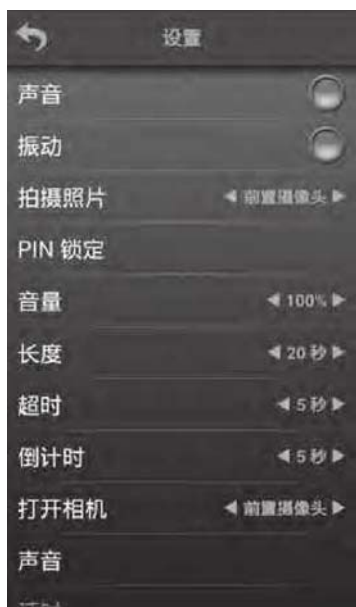 设置
声音
振动
拍摄照片 ◀ 前置摄像头 ▶
PIN 锁定
音量 ◀ 100% ▶
长度 ◀ 20 秒 ▶
超时 ◀ 5 秒 ▶
倒计时 ◀ 5 秒 ▶
打开相机 ◀ 前置摄像头 ▶
声音